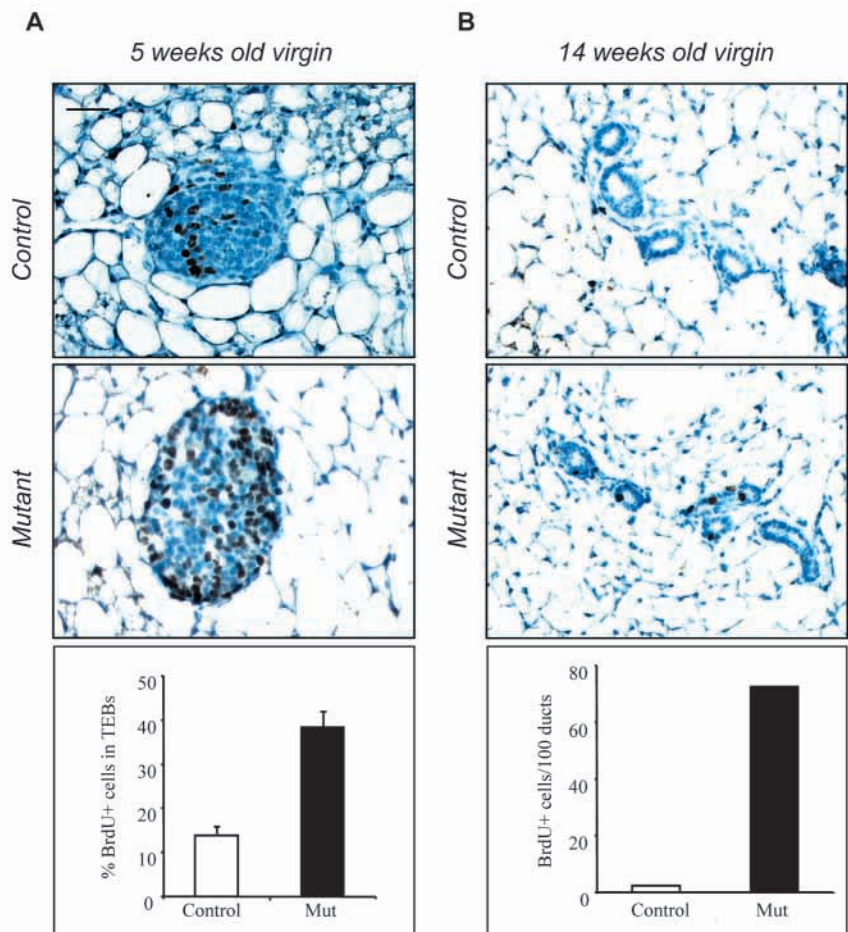 A
B
5 weeks old virgin
14 weeks old virgin
Control
Control
Mutant
Mutant
% BrdU+ cells in TEBs
50
40
30
20
10
0
Control
Mut
BrdU+ cells/100 ducts
80
60
40
20
0
Control
Mut